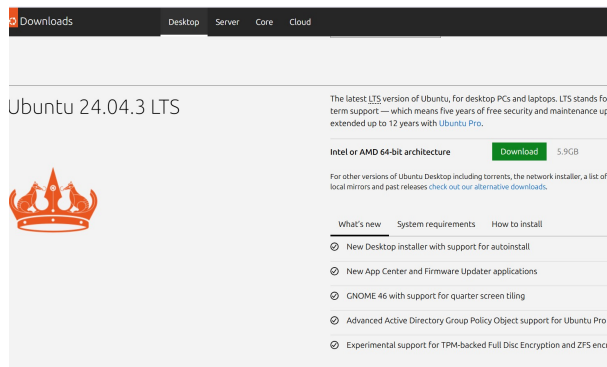 Downloads
Desktop Server Core Cloud
Ubuntu 24.04.3 LTS
The latest LTS version of Ubuntu, for desktop PCs and laptops. LTS stands
term support — which means five years of free security and maintenance
extended up to 12 years with Ubuntu Pro.
Intel or AMD 64-bit architecture Download 5.9GB
For other versions of Ubuntu Desktop including torrents, the network installer, a list of
local mirrors and past releases check out our alternative downloads.
What's new System requirements How to install
New Desktop installer with support for autoinstall
New App Center and Firmware Updater applications
GNOME 46 with support for quarter screen tiling
Advanced Active Directory Group Policy Object support for Ubuntu Pro
Experimental support for TPM-backed Full Disc Encryption and ZFS